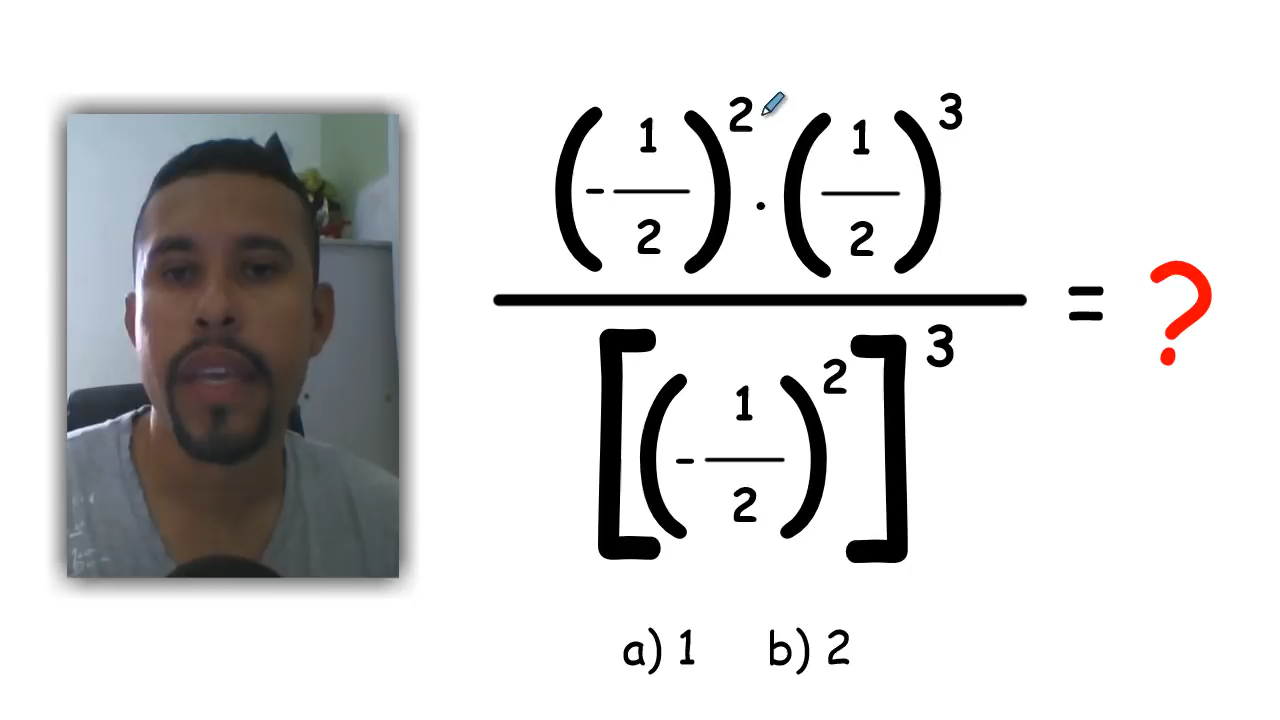 (-1/2)² . (1/2)³
[(-1/2)²]³
= ?
a) 1 b) 2